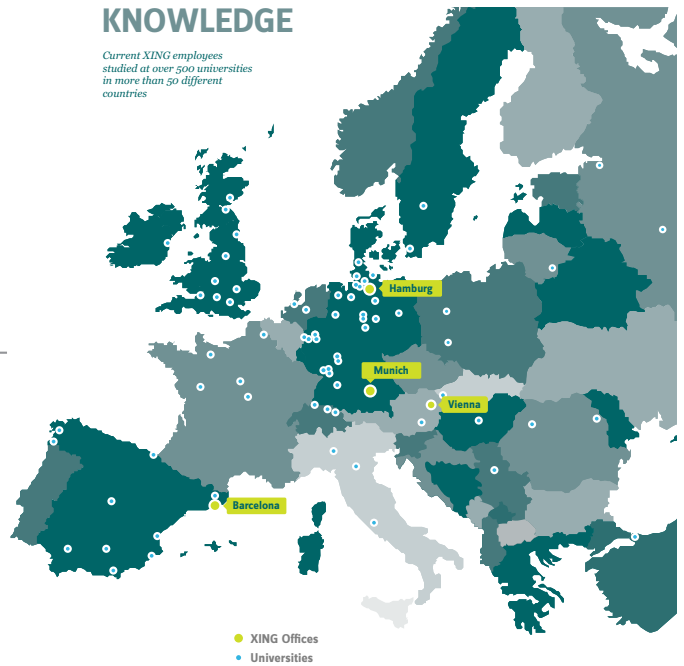 KNOWLEDGE
Current XING employees
studied at over 500 universities
in more than 50 different
countries
Hamburg
Munich
Vienna
Barcelona
XING Offices
Universities